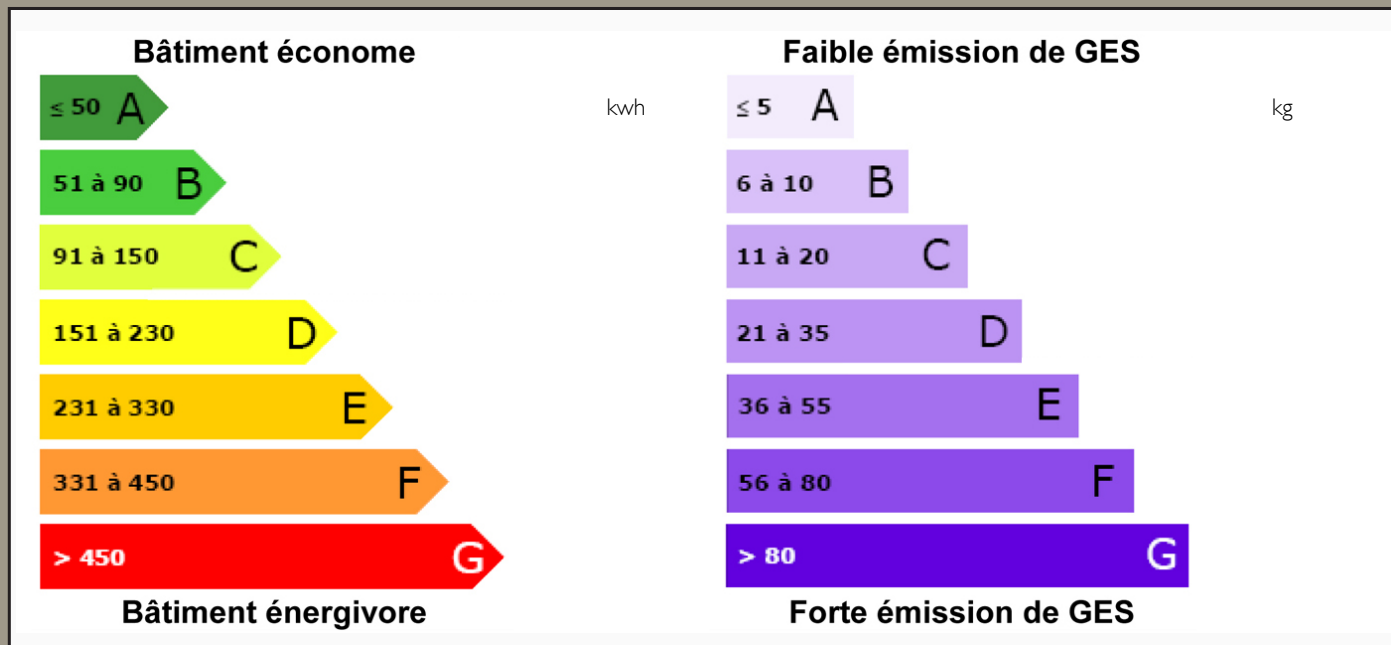 Bâtiment économe
≤ 50 A
kwh
51 à 90 B
91 à 150 C
151 à 230 D
231 à 330 E
331 à 450 F
> 450 G
Bâtiment énergivore
Faible émission de GES
≤ 5 A
kg
6 à 10 B
11 à 20 C
21 à 35 D
36 à 55 E
56 à 80 F
> 80 G
Forte émission de GES